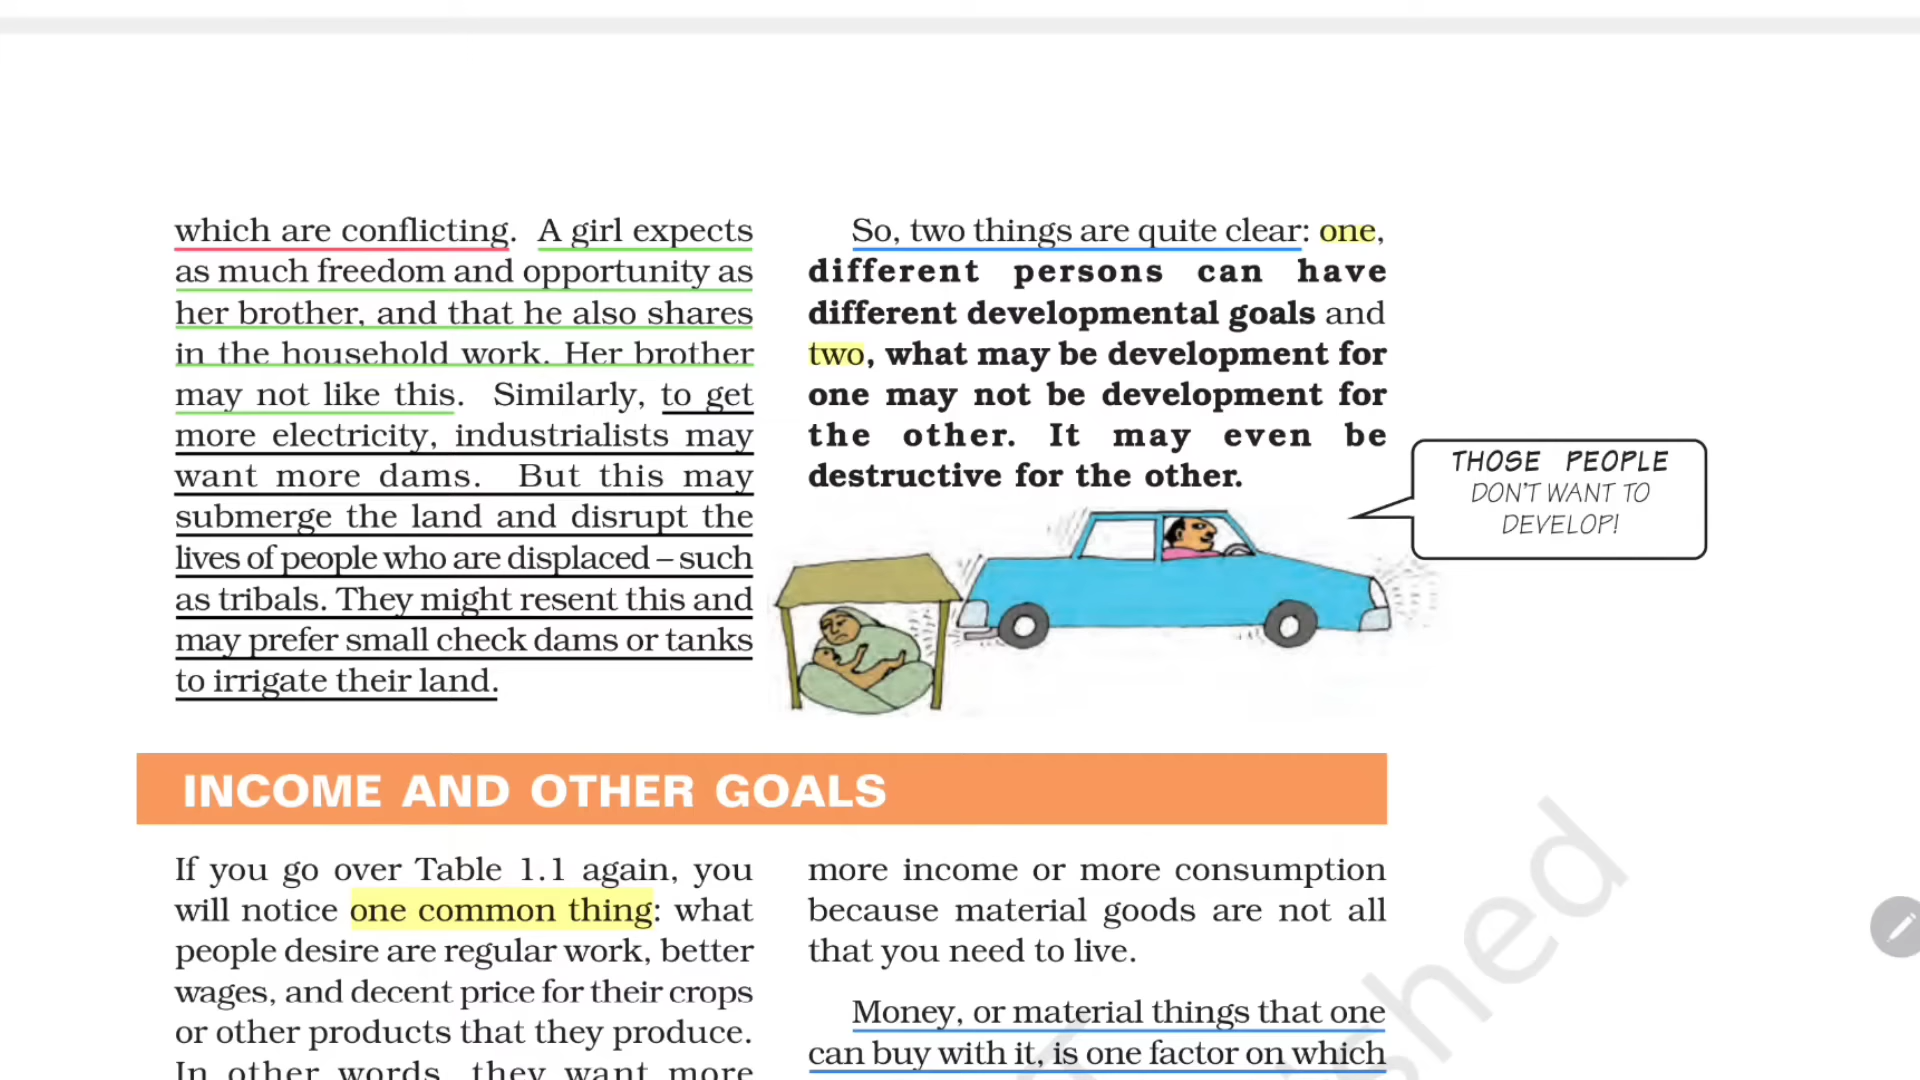 which are conflicting. A girl expects
as much freedom and opportunity as
her brother, and that he also shares
in the household work. Her brother
may not like this. Similarly, to get
more electricity, industrialists may
want more dams. But this may
submerge the land and disrupt the
lives of people who are displaced – such
as tribals. They might resent this and
may prefer small check dams or tanks
to irrigate their land.
So, two things are quite clear: one,
different persons can have
different developmental goals and
two, what may be development for
one may not be development for
the other. It may even be
destructive for the other.
THOSE PEOPLE
DON'T WANT TO
DEVELOP!
INCOME AND OTHER GOALS
If you go over Table 1.1 again, you
will notice one common thing: what
people desire are regular work, better
wages, and decent price for their crops
or other products that they produce.
In other words, they want more
more income or more consumption
because material goods are not all
that you need to live.
Money, or material things that one
can buy with it, is one factor on which